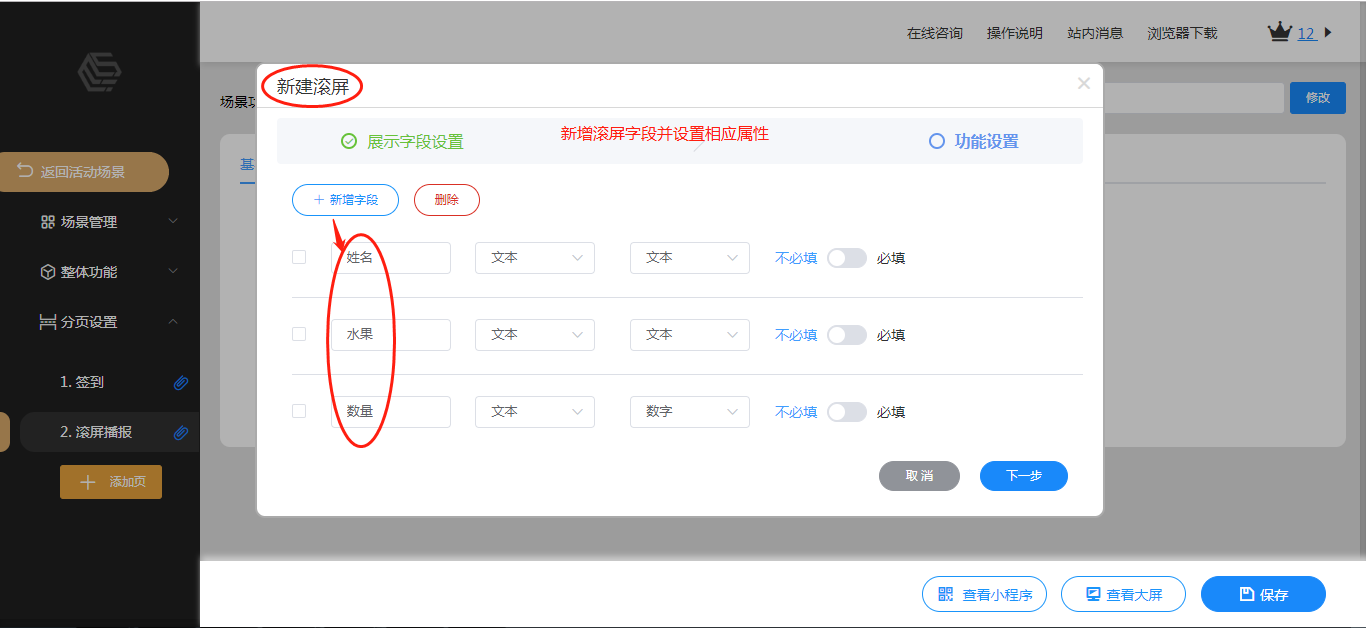 在线咨询 操作说明 站内消息 浏览器下载 12
新建滚屏
场景
修改
展示字段设置 新增滚屏字段并设置相应属性 功能设置
基
返回活动场景
新增字段 删除
场景管理
姓名 文本 文本 不必填 必填
整体功能
分页设置
水果 文本 文本 不必填 必填
1. 签到
数量 文本 数字 不必填 必填
2. 滚屏播报
取消 下一步
添加页
查看小程序 查看大屏 保存